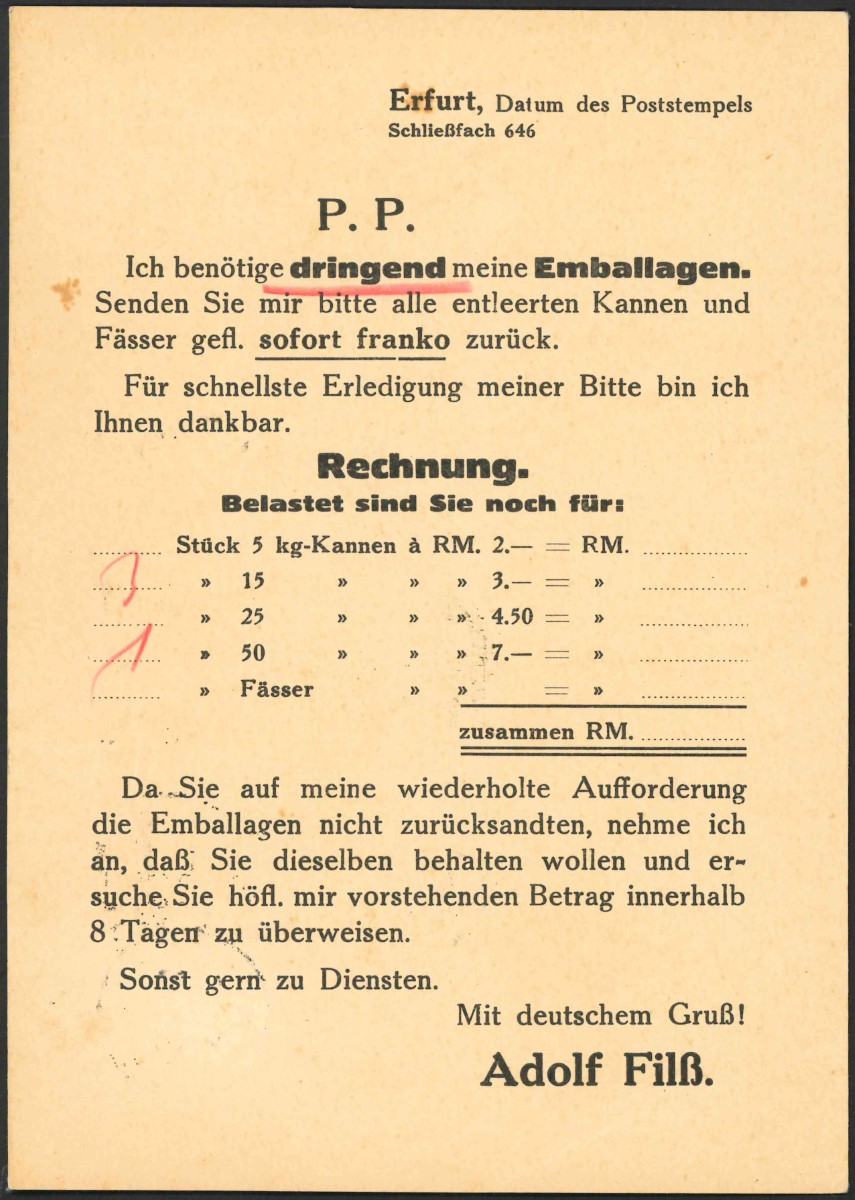 Erfurt, Datum des Poststempels
Schließfach 646
P. P.
Ich benötige dringend meine Emballagen.
Senden Sie mir bitte alle entleerten Kannen und
Fässer gefl. sofort franko zurück.
Für schnellste Erledigung meiner Bitte bin ich
Ihnen dankbar.
Rechnung.
Belastet sind Sie noch für:
.......... Stück 5 kg-Kannen à RM. 2.— = RM. ..........
1 » 15 » » » 3.— = » ..........
.......... » 25 » » » 4.50 = » ..........
1 » 50 » » » 7.— = » ..........
.......... » Fässer » » = » ..........
zusammen RM. ..........
Da Sie auf meine wiederholte Aufforderung
die Emballagen nicht zurücksandten, nehme ich
an, daß Sie dieselben behalten wollen und er-
suche Sie höfl. mir vorstehenden Betrag innerhalb
8 Tagen zu überweisen.
Sonst gern zu Diensten.
Mit deutschem Gruß!
Adolf Filß.